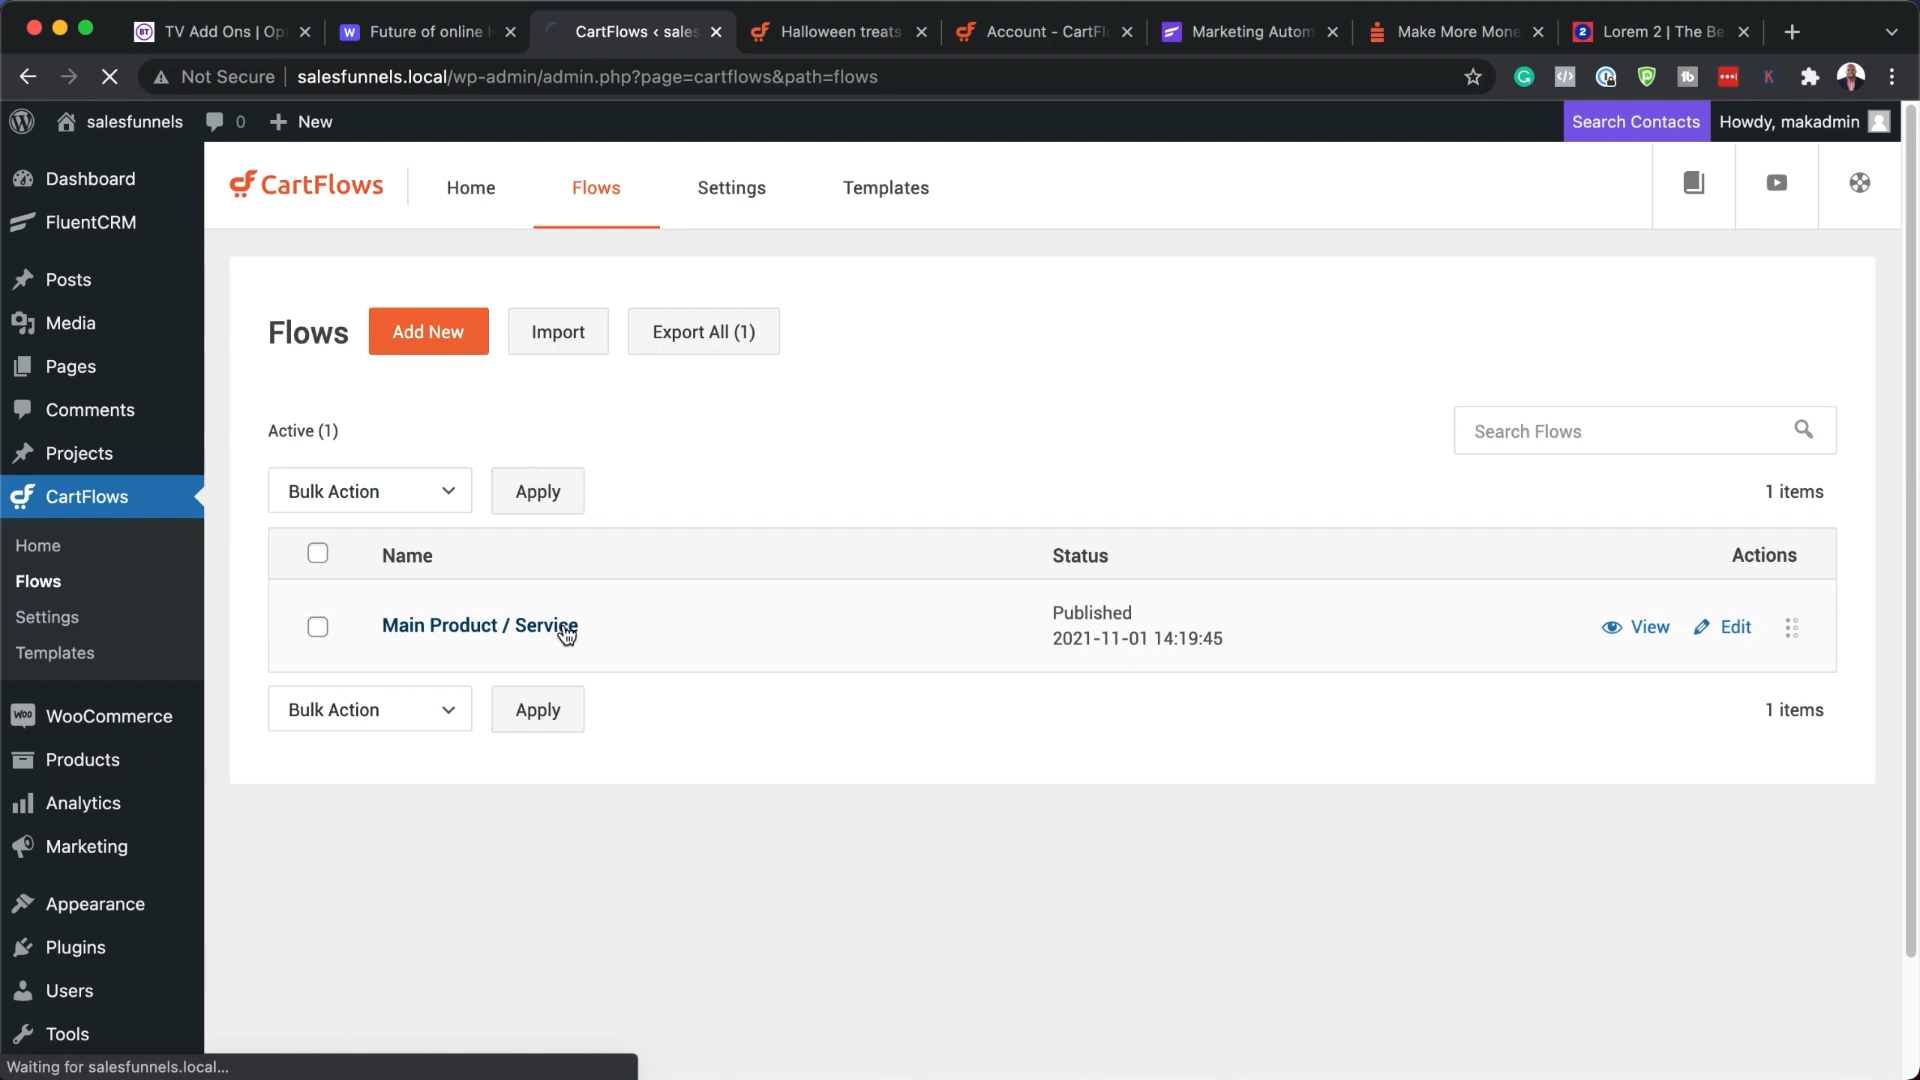 TV Add Ons | Op
Future of online
CartFlows ‹ sales
Halloween treats
Account - CartFl
Marketing Autom
Make More Mone
Lorem 2 | The Be
Not Secure
salesfunnels.local/wp-admin/admin.php?page=cartflows&path=flows
salesfunnels
0
New
Search Contacts
Howdy, makadmin
Dashboard
FluentCRM
Posts
Media
Pages
Comments
Projects
CartFlows
Home
Flows
Settings
Templates
WooCommerce
Products
Analytics
Marketing
Appearance
Plugins
Users
Tools
CartFlows
Home
Flows
Settings
Templates
Flows
Add New
Import
Export All (1)
Active (1)
Search Flows
Bulk Action
Apply
1 items
Name
Status
Actions
Main Product / Service
Published
2021-11-01 14:19:45
View
Edit
Bulk Action
Apply
1 items
Waiting for salesfunnels.local...